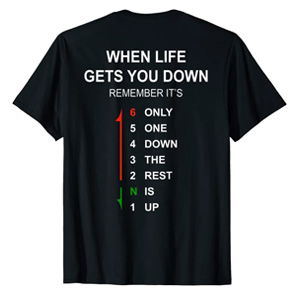 WHEN LIFE
GETS YOU DOWN
REMEMBER IT'S
6 ONLY
5 ONE
4 DOWN
3 THE
2 REST
N IS
1 UP